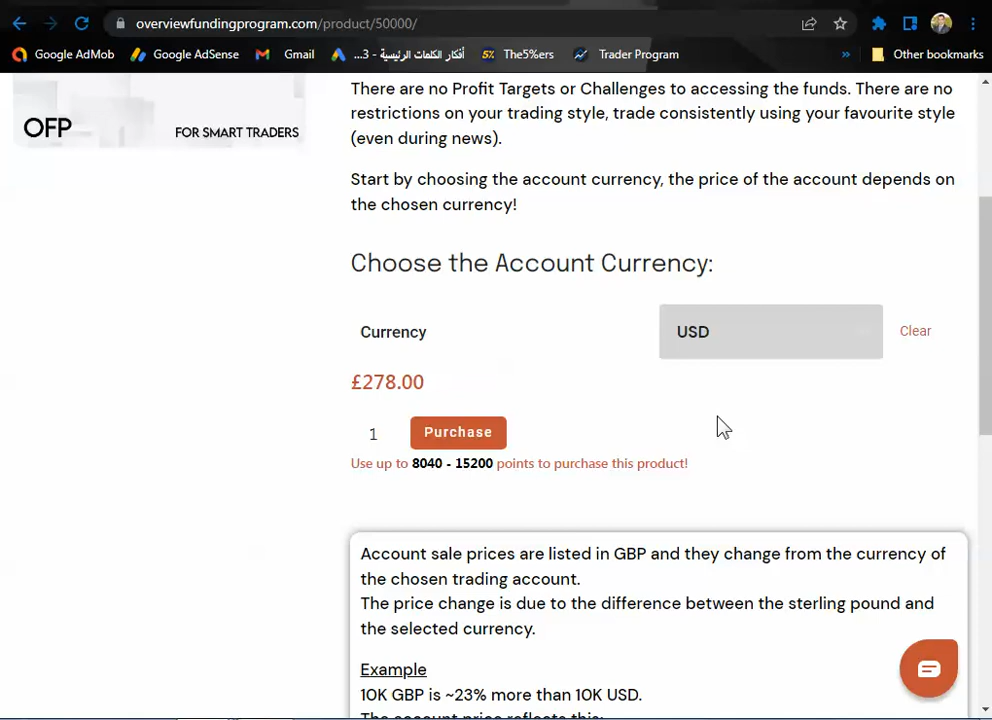 overviewfundingprogram.com/product/50000/
Google AdMob
Google AdSense
Gmail
أفكار الكلمات الرئيسية - 3...
5%
The5%ers
Trader Program
»
Other bookmarks
OFP
FOR SMART TRADERS
There are no Profit Targets or Challenges to accessing the funds. There are no
restrictions on your trading style, trade consistently using your favourite style
(even during news).
Start by choosing the account currency, the price of the account depends on
the chosen currency!
Choose the Account Currency:
Currency
USD
Clear
£278.00
1
Purchase
Use up to 8040 - 15200 points to purchase this product!
Account sale prices are listed in GBP and they change from the currency of
the chosen trading account.
The price change is due to the difference between the sterling pound and
the selected currency.
Example
10K GBP is ~23% more than 10K USD.
The account price reflects this: